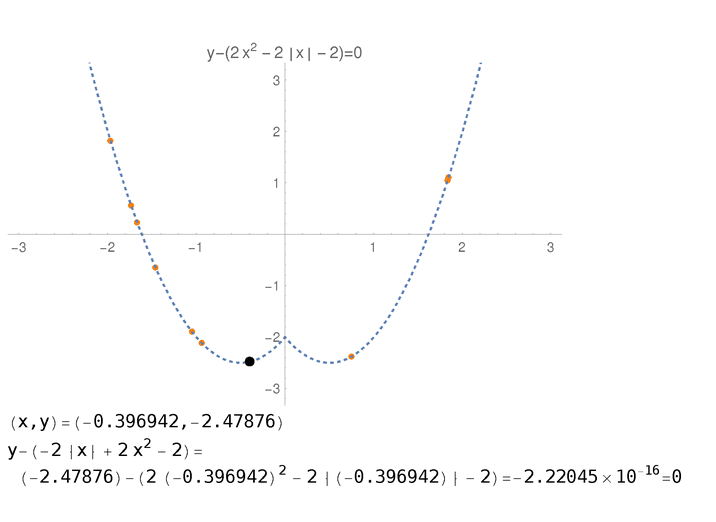 y−(2 x² − 2 |x| − 2)=0
3
2
1
−3 −2 −1 1 2 3
−1
−2
−3
(x,y)=(−0.396942,−2.47876)
y−(−2 |x| + 2 x² − 2)=
(−2.47876)−(2 (−0.396942)² − 2 |(−0.396942)| − 2)=−2.22045×10⁻¹⁶=0